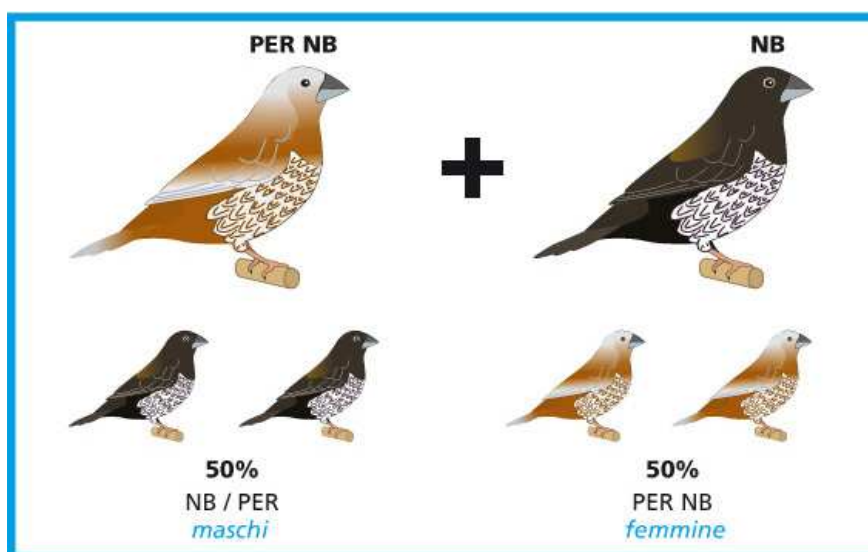 PER NB
NB
50%
NB / PER
maschi
50%
PER NB
femmine